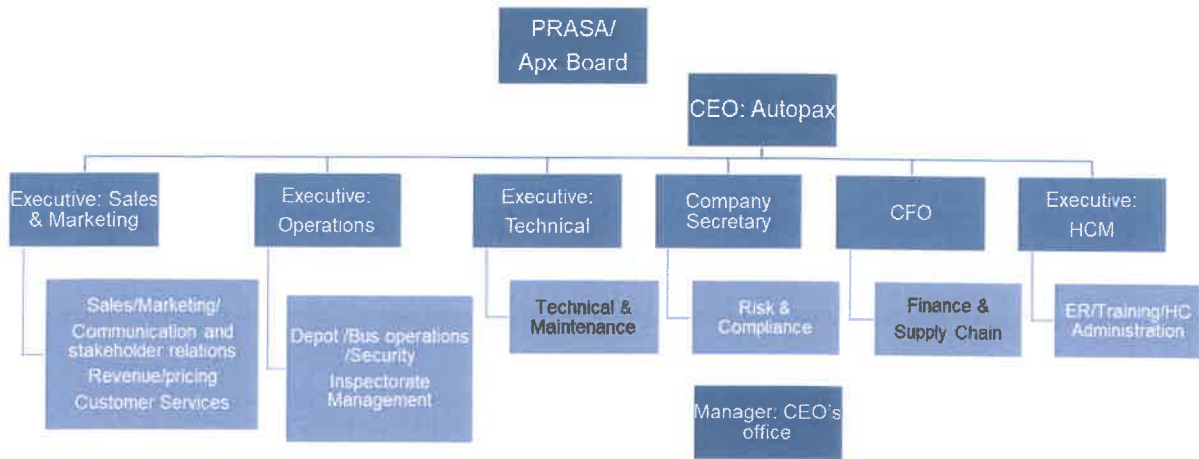 PRASA/
Apx Board
CEO: Autopax
Executive: Sales
& Marketing
Executive:
Operations
Executive:
Technical
Company
Secretary
CFO
Executive:
HCM
Sales/Marketing/
Communication and
stakeholder relations
Revenue/pricing
Customer Services
Depot /Bus operations
/Security
Inspectorate
Management
Technical &
Maintenance
Risk &
Compliance
Finance &
Supply Chain
ER/Training/HC
Administration
Manager: CEO's
office